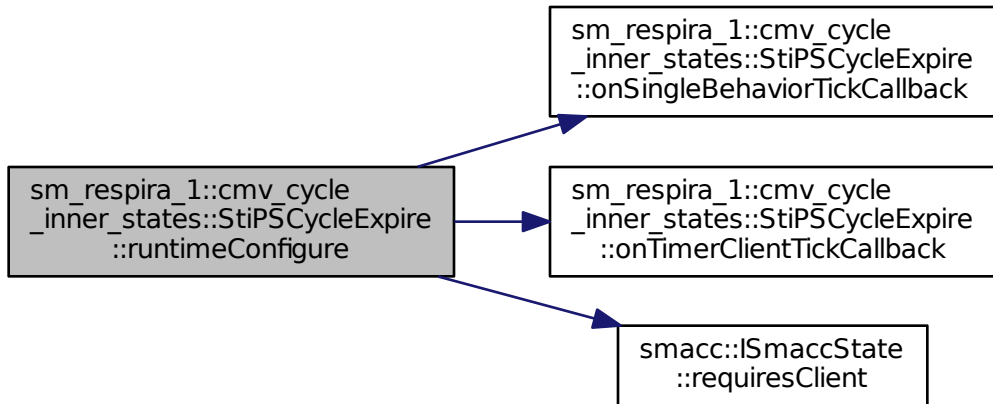 sm_respira_1::cmv_cycle
_inner_states::StiPSCycleExpire
::runtimeConfigure
sm_respira_1::cmv_cycle
_inner_states::StiPSCycleExpire
::onSingleBehaviorTickCallback
sm_respira_1::cmv_cycle
_inner_states::StiPSCycleExpire
::onTimerClientTickCallback
smacc::ISmaccState
::requiresClient